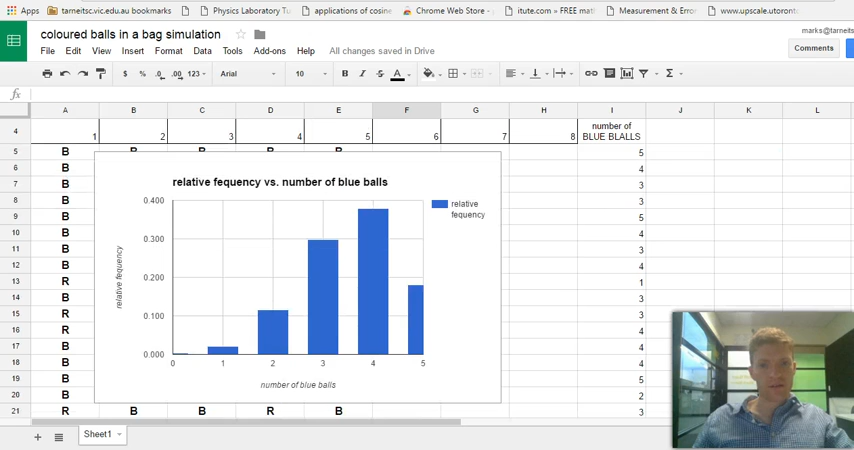 Apps tarneitsc.vic.edu.au bookmarks Physics Laboratory Tu applications of cosine Chrome Web Store - itute.com » FREE mat Measurement & Error www.upscale.utoront
coloured balls in a bag simulation
marks@tarneits
File Edit View Insert Format Data Tools Add-ons Help All changes saved in Drive
Comments
$ % .0 .00 123 Arial 10 B I S A Σ
fx
A B C D E F G H I J K L
4 1 2 3 4 5 6 7 8 number of
BLUE BLALLS
5 B B B B B 5
6 B 4
7 B 3
8 B 3
9 B 5
10 B 4
11 B 3
12 B 4
13 R 1
14 B 3
15 R 3
16 R 4
17 B 4
18 B 4
19 B 5
20 B 2
21 R B B R B 3
relative fequency vs. number of blue balls
0.400
0.300
0.200
0.100
0.000
relative fequency
0 1 2 3 4 5
number of blue balls
relative
fequency
Sheet1